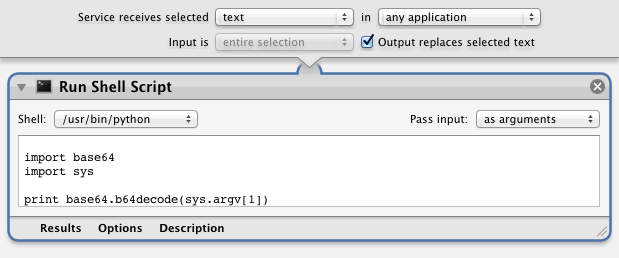 Service receives selected text in any application
Input is entire selection Output replaces selected text
Run Shell Script
Shell: /usr/bin/python Pass input: as arguments
import base64
import sys
print base64.b64decode(sys.argv[1])
Results Options Description